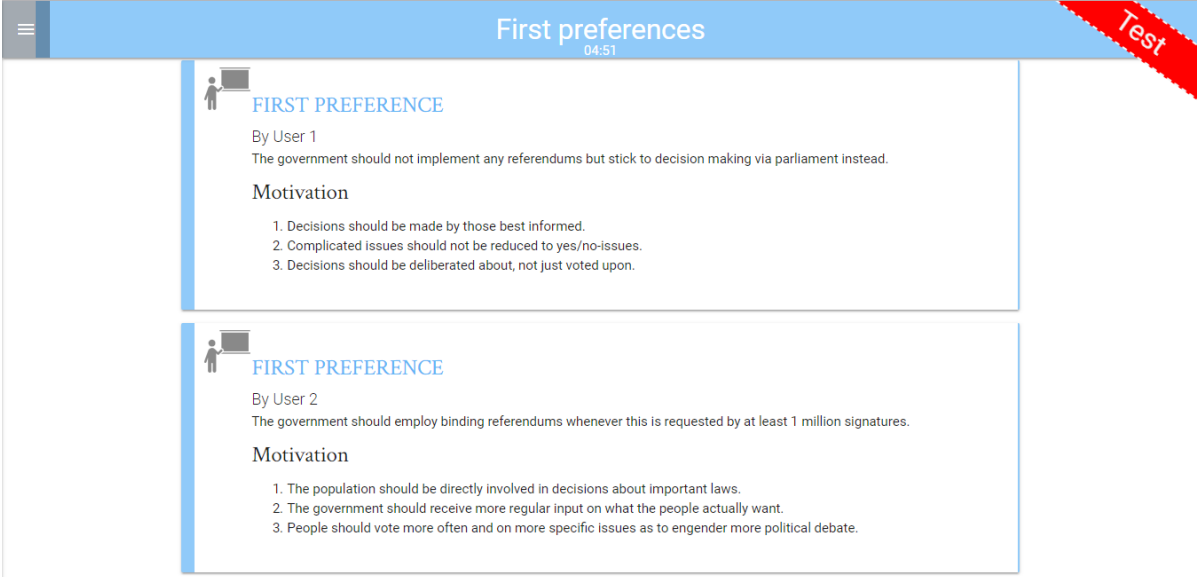 First preferences
04:51
Test
FIRST PREFERENCE
By User 1
The government should not implement any referendums but stick to decision making via parliament instead.
Motivation
1. Decisions should be made by those best informed.
2. Complicated issues should not be reduced to yes/no-issues.
3. Decisions should be deliberated about, not just voted upon.
FIRST PREFERENCE
By User 2
The government should employ binding referendums whenever this is requested by at least 1 million signatures.
Motivation
1. The population should be directly involved in decisions about important laws.
2. The government should receive more regular input on what the people actually want.
3. People should vote more often and on more specific issues as to engender more political debate.